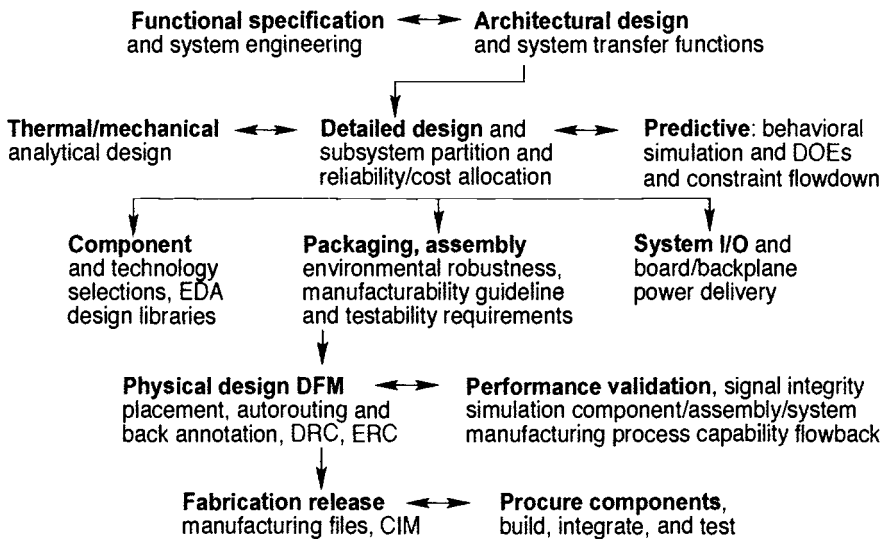 Functional specification
and system engineering
Architectural design
and system transfer functions
Thermal/mechanical
analytical design
Detailed design and
subsystem partition and
reliability/cost allocation
Predictive: behavioral
simulation and DOEs
and constraint flowdown
Component
and technology
selections, EDA
design libraries
Packaging, assembly
environmental robustness,
manufacturability guideline
and testability requirements
System I/O and
board/backplane
power delivery
Physical design DFM
placement, autorouting and
back annotation, DRC, ERC
Performance validation, signal integrity
simulation component/assembly/system
manufacturing process capability flowback
Fabrication release
manufacturing files, CIM
Procure components,
build, integrate, and test